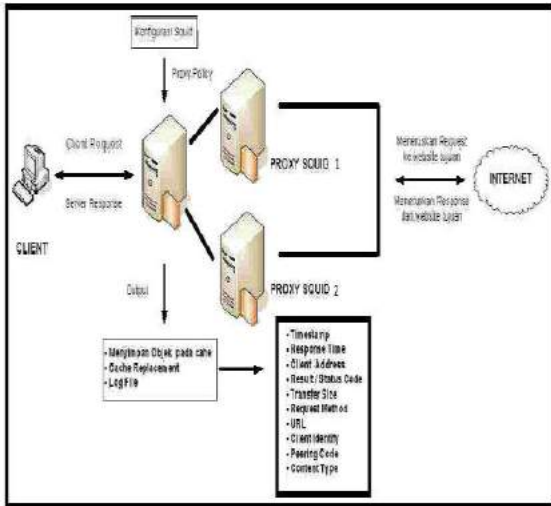 Konfigurasi Squid
Proxy Policy
Client Request
Server Response
CLIENT
PROXY SQUID 1
PROXY SQUID 2
Meneruskan Request
ke website tujuan
Meneruskan Response
dari website tujuan
INTERNET
Output
• Menyimpan Objek pada cahe
• Cache Replacement
• Log File
• Timestamp
• Response Time
• Client Address
• Result / Status Code
• Transfer Size
• Request Method
• URL
• Client Identity
• Peering Code
• Content Type